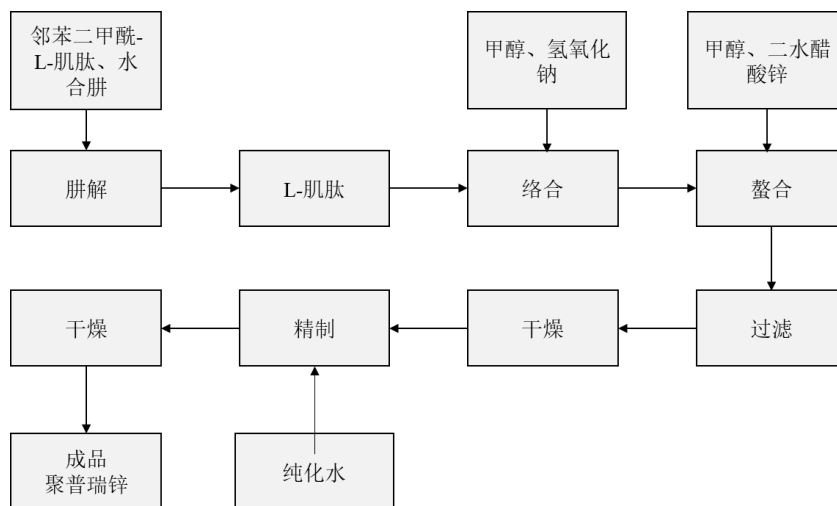 邻苯二甲酰-
L-肌肽、水
合肼
甲醇、氢氧化
钠
甲醇、二水醋
酸锌
肼解
L-肌肽
络合
螯合
干燥
精制
干燥
过滤
成品
聚普瑞锌
纯化水